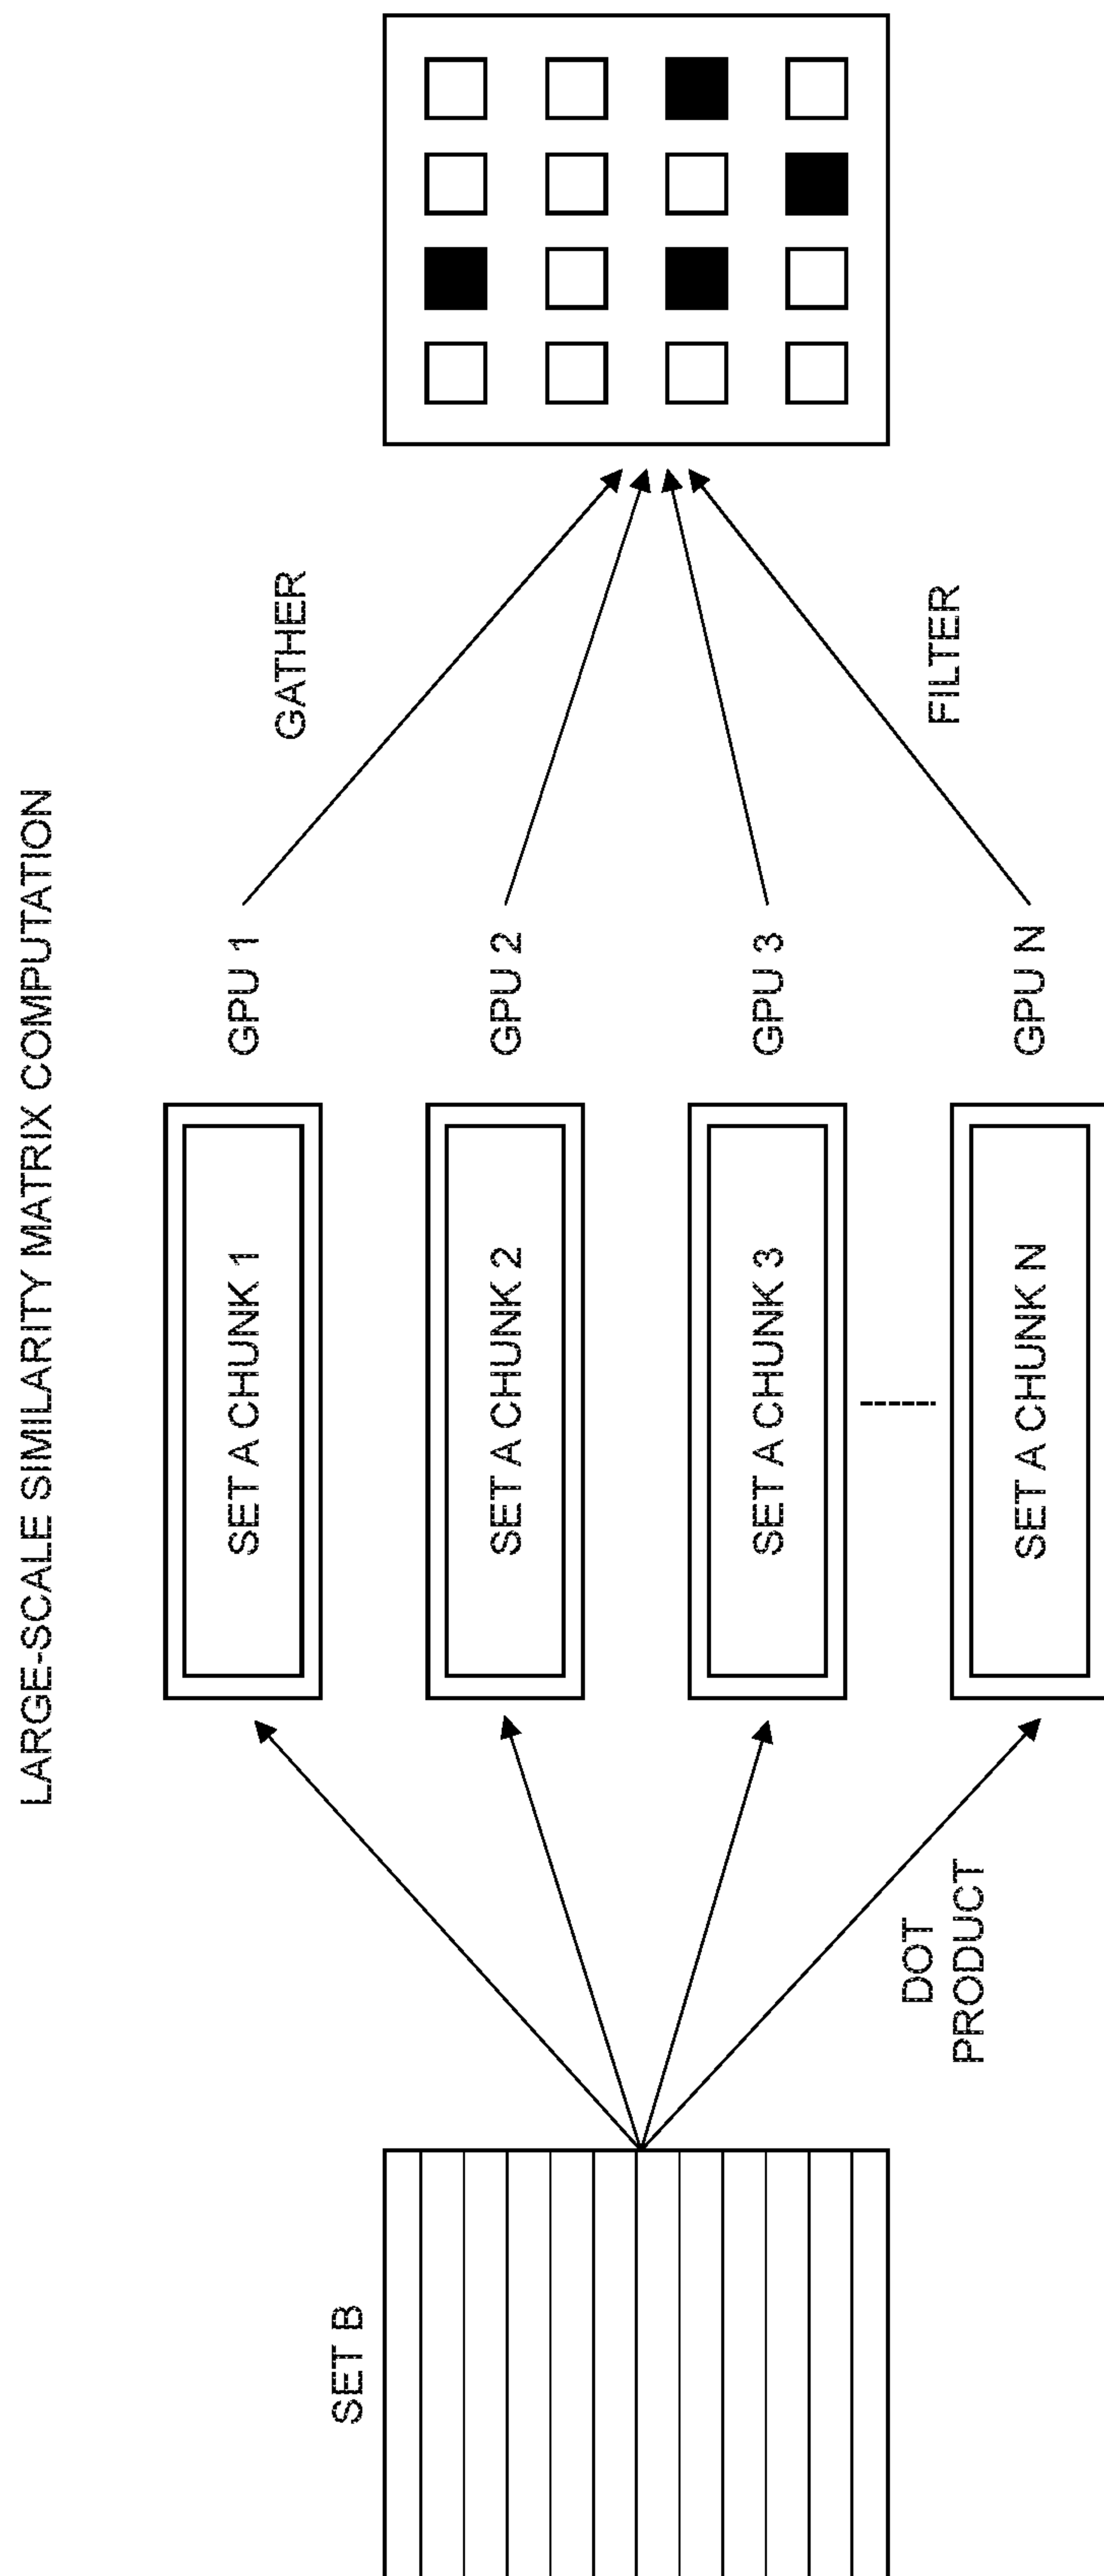 LARGE-SCALE SIMILARITY MATRIX COMPUTATION
SET B
DOT
PRODUCT
SET A CHUNK 1
GPU 1
SET A CHUNK 2
GPU 2
SET A CHUNK 3
GPU 3
SET A CHUNK N
GPU N
GATHER
FILTER